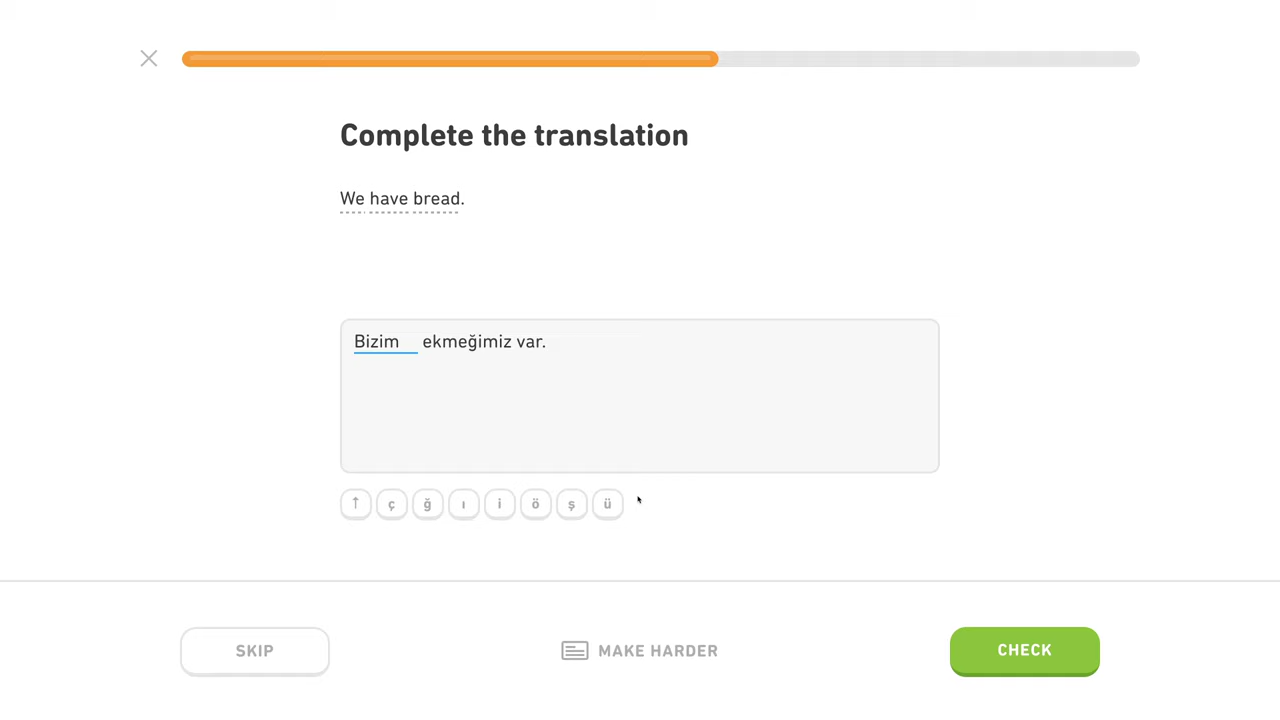 Complete the translation
We have bread.
Bizim ekmeğimiz var.
↑ ç ğ ı i ö ş ü
SKIP
MAKE HARDER
CHECK